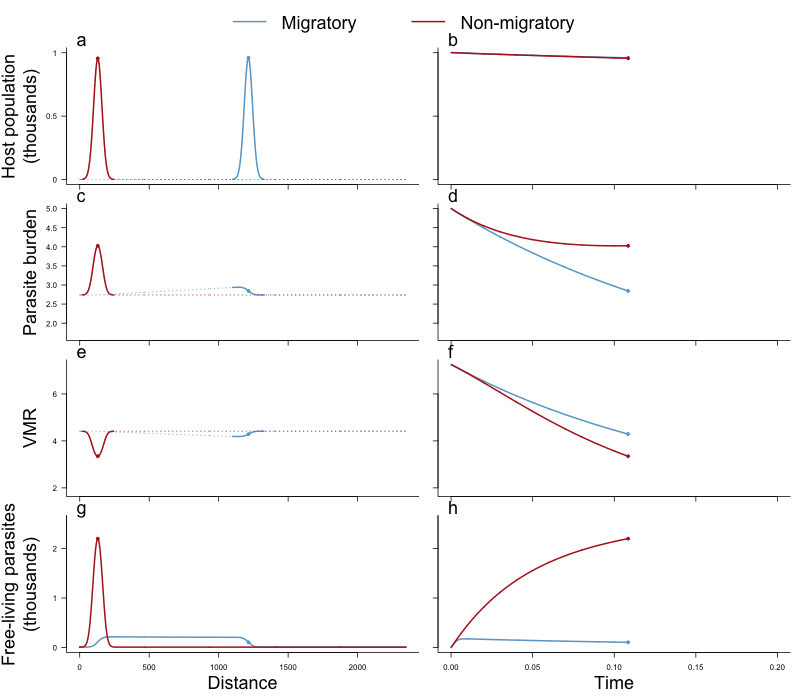 Migratory Non-migratory
a b
Host population
(thousands)
1
0.5
0
c d
Parasite burden
5.0
4.5
4.0
3.5
3.0
2.5
2.0
e f
VMR
6
4
2
g h
Free-living parasites
(thousands)
2
1
0
0 500 1000 1500 2000 0.00 0.05 0.10 0.15 0.20
Distance Time